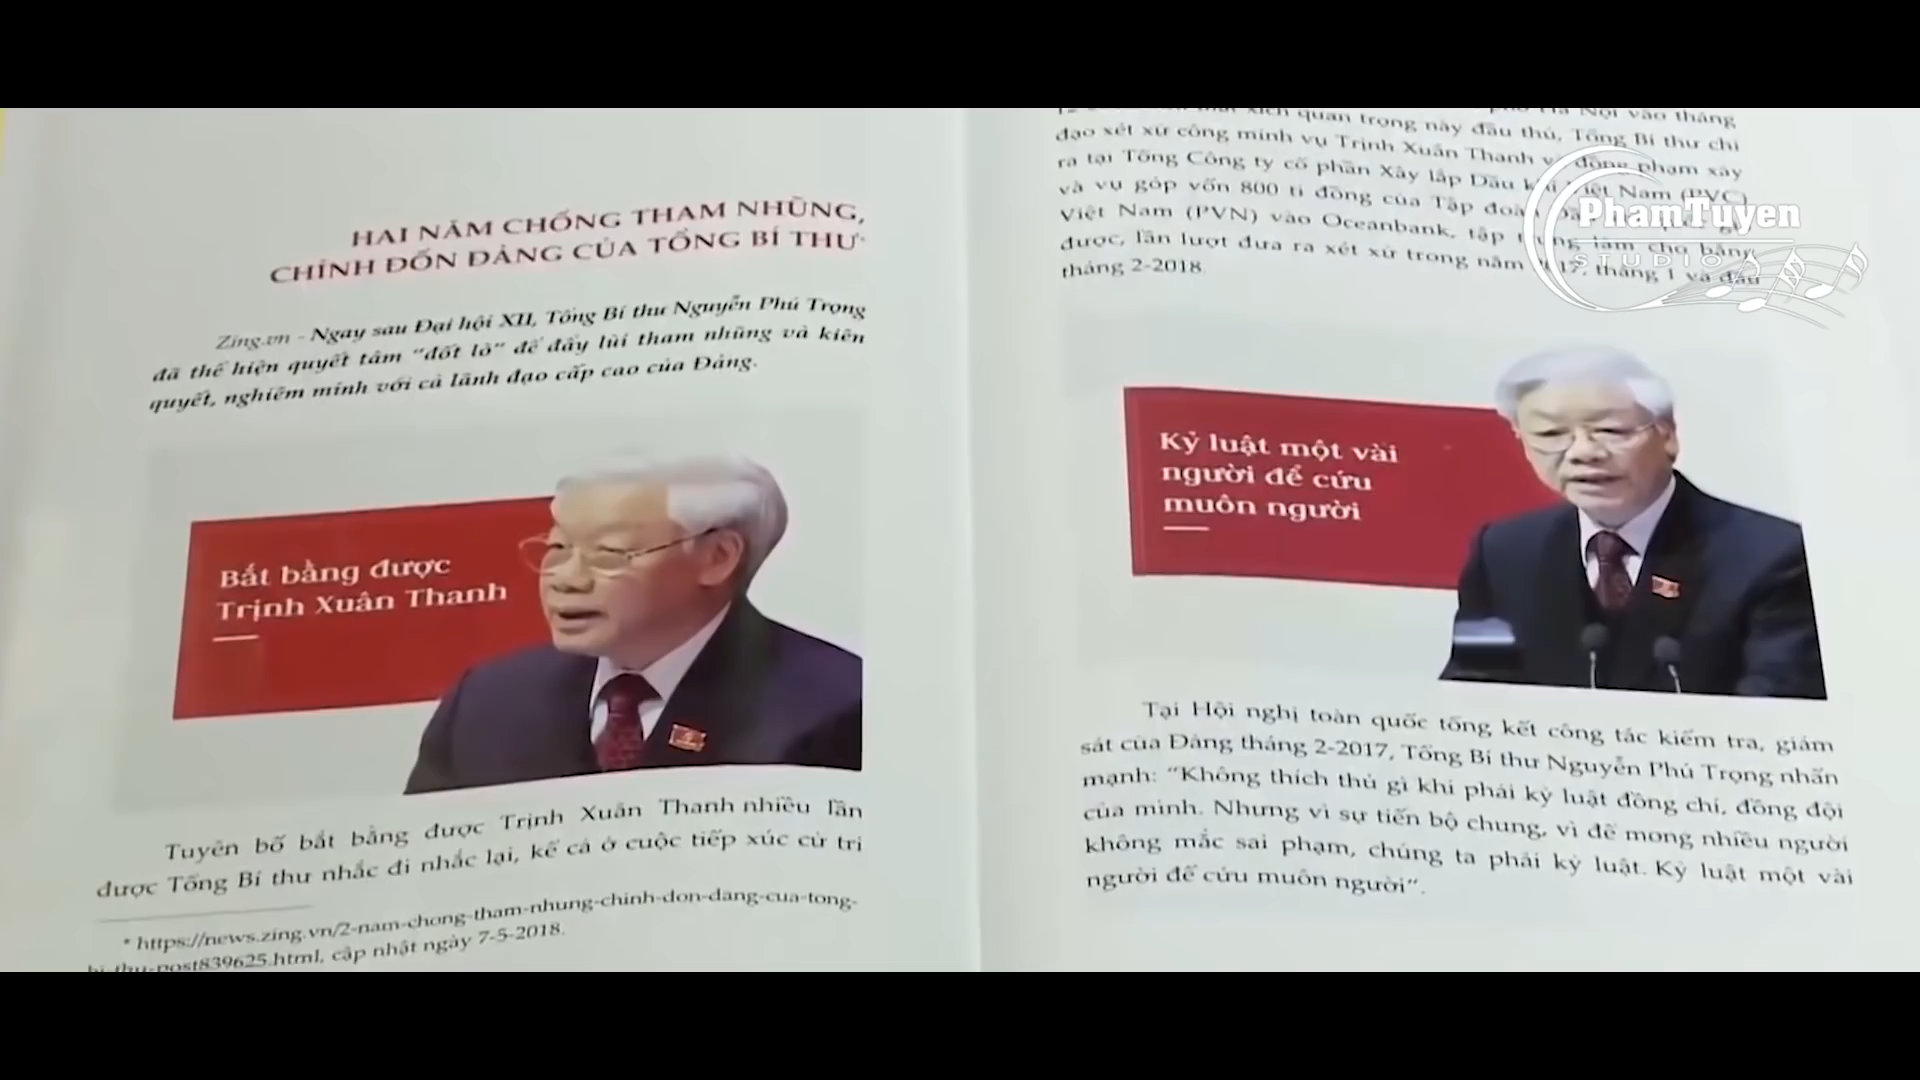 HAI NĂM CHỐNG THAM NHŨNG,
CHỈNH ĐỐN ĐẢNG CỦA TỔNG BÍ THƯ*
Zing.vn - Ngay sau Đại hội XII, Tổng Bí thư Nguyễn Phú Trọng
đã thể hiện quyết tâm "đốt lò" để đẩy lùi tham nhũng và kiên
quyết, nghiêm minh với cả lãnh đạo cấp cao của Đảng.
Bắt bằng được
Trịnh Xuân Thanh
Tuyên bố bắt bằng được Trịnh Xuân Thanh nhiều lần
được Tổng Bí thư nhắc đi nhắc lại, kể cả ở cuộc tiếp xúc cử tri
* https://news.zing.vn/2-nam-chong-tham-nhung-chinh-don-dang-cua-tong-
bi-thu-post839625.html, cập nhật ngày 7-5-2018.
quan trọng này đầu thú, Tổng Bí thư chỉ
đạo xét xử công minh vụ Trịnh Xuân Thanh và đồng phạm xảy
ra tại Tổng Công ty cổ phần Xây lắp Dầu khí Việt Nam (PVC)
và vụ góp vốn 800 tỉ đồng của Tập đoàn
Việt Nam (PVN) vào Oceanbank, tập trung làm cho bằng
được, lần lượt đưa ra xét xử trong năm 2017, tháng 1 và đầu
tháng 2-2018.
PhamTuyen
STUDIO
Kỷ luật một vài
người để cứu
muôn người
Tại Hội nghị toàn quốc tổng kết công tác kiểm tra, giám
sát của Đảng tháng 2-2017, Tổng Bí thư Nguyễn Phú Trọng nhấn
mạnh: "Không thích thú gì khi phải kỷ luật đồng chí, đồng đội
của mình. Nhưng vì sự tiến bộ chung, vì để mong nhiều người
không mắc sai phạm, chúng ta phải kỷ luật. Kỷ luật một vài
người để cứu muôn người".